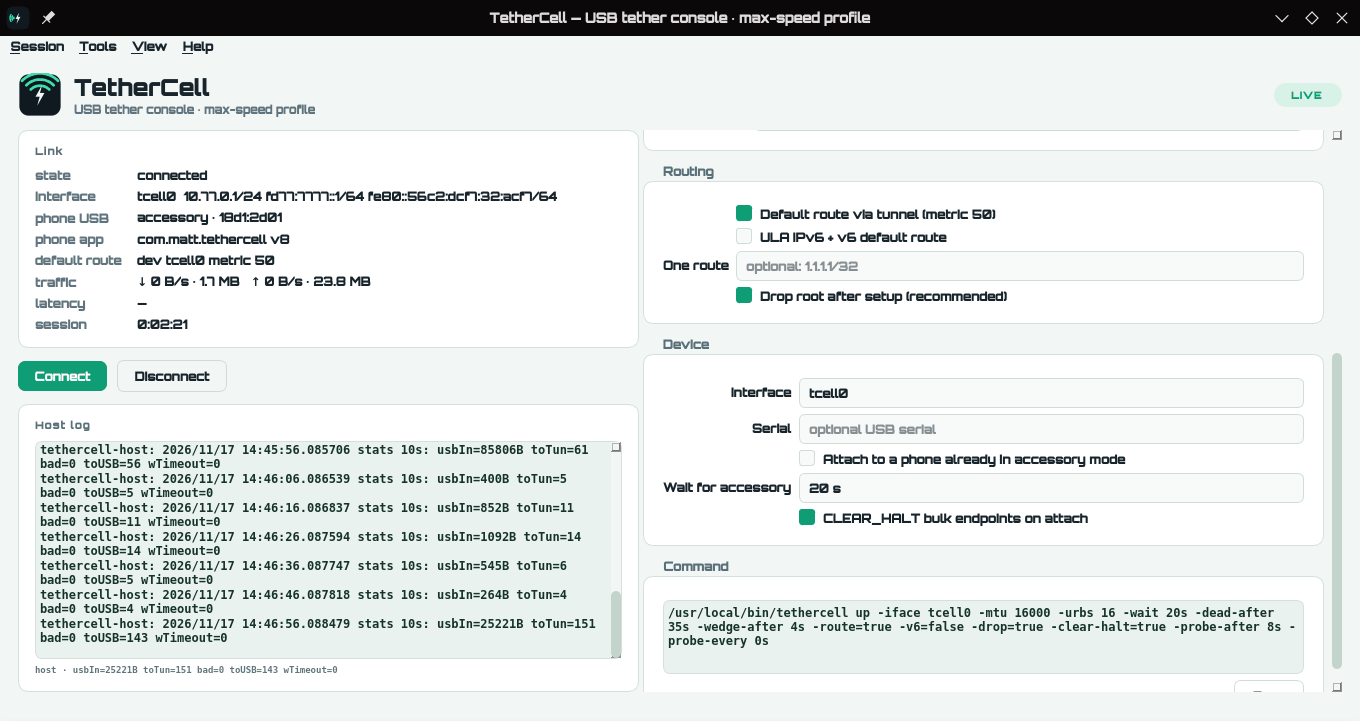 TetherCell — USB tether console · max-speed profile
Session Tools View Help
TetherCell
USB tether console · max-speed profile
LIVE
Link
state connected
interface tcell0 10.77.0.1/24 fd77:7777::1/64 fe80::56c2:dcf7:32:acf7/64
phone USB accessory · 18d1:2d01
phone app com.matt.tethercell v8
default route dev tcell0 metric 50
traffic ↓ 0 B/s · 1.7 MB ↑ 0 B/s · 23.8 MB
latency —
session 0:02:21
Connect Disconnect
Host log
tethercell-host: 2026/11/17 14:45:56.085706 stats 10s: usbIn=85806B toTun=61
bad=0 toUSB=56 wTimeout=0
tethercell-host: 2026/11/17 14:46:06.086539 stats 10s: usbIn=400B toTun=5
bad=0 toUSB=5 wTimeout=0
tethercell-host: 2026/11/17 14:46:16.086837 stats 10s: usbIn=852B toTun=11
bad=0 toUSB=11 wTimeout=0
tethercell-host: 2026/11/17 14:46:26.087594 stats 10s: usbIn=1092B toTun=14
bad=0 toUSB=14 wTimeout=0
tethercell-host: 2026/11/17 14:46:36.087747 stats 10s: usbIn=545B toTun=6
bad=0 toUSB=5 wTimeout=0
tethercell-host: 2026/11/17 14:46:46.087818 stats 10s: usbIn=264B toTun=4
bad=0 toUSB=4 wTimeout=0
tethercell-host: 2026/11/17 14:46:56.088479 stats 10s: usbIn=25221B toTun=151
bad=0 toUSB=143 wTimeout=0
host · usbIn=25221B toTun=151 bad=0 toUSB=143 wTimeout=0
Routing
Default route via tunnel (metric 50)
ULA IPv6 + v6 default route
One route optional: 1.1.1.1/32
Drop root after setup (recommended)
Device
Interface tcell0
Serial optional USB serial
Attach to a phone already in accessory mode
Wait for accessory 20 s
CLEAR_HALT bulk endpoints on attach
Command
/usr/local/bin/tethercell up -iface tcell0 -mtu 16000 -urbs 16 -wait 20s -dead-after
35s -wedge-after 4s -route=true -v6=false -drop=true -clear-halt=true -probe-after 8s -
probe-every 0s